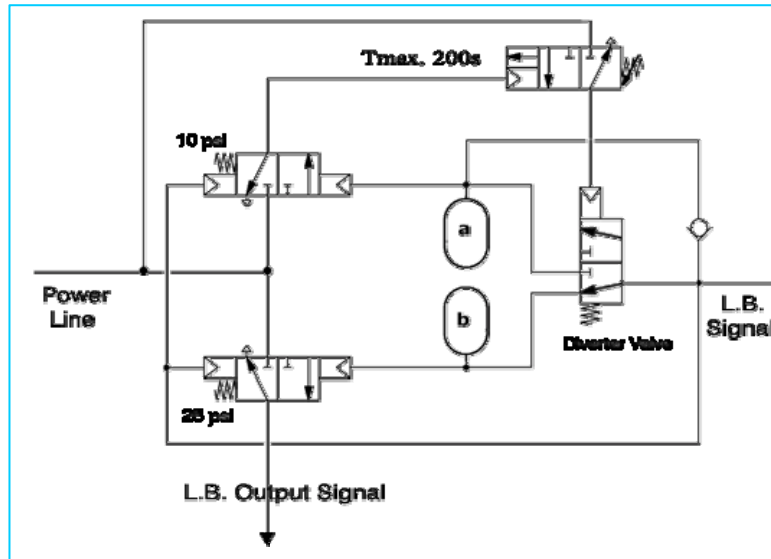 Tmax. 200s
10 psi
a
Power
Line
b
L.B.
Signal
Diverter Valve
25 psi
L.B. Output Signal